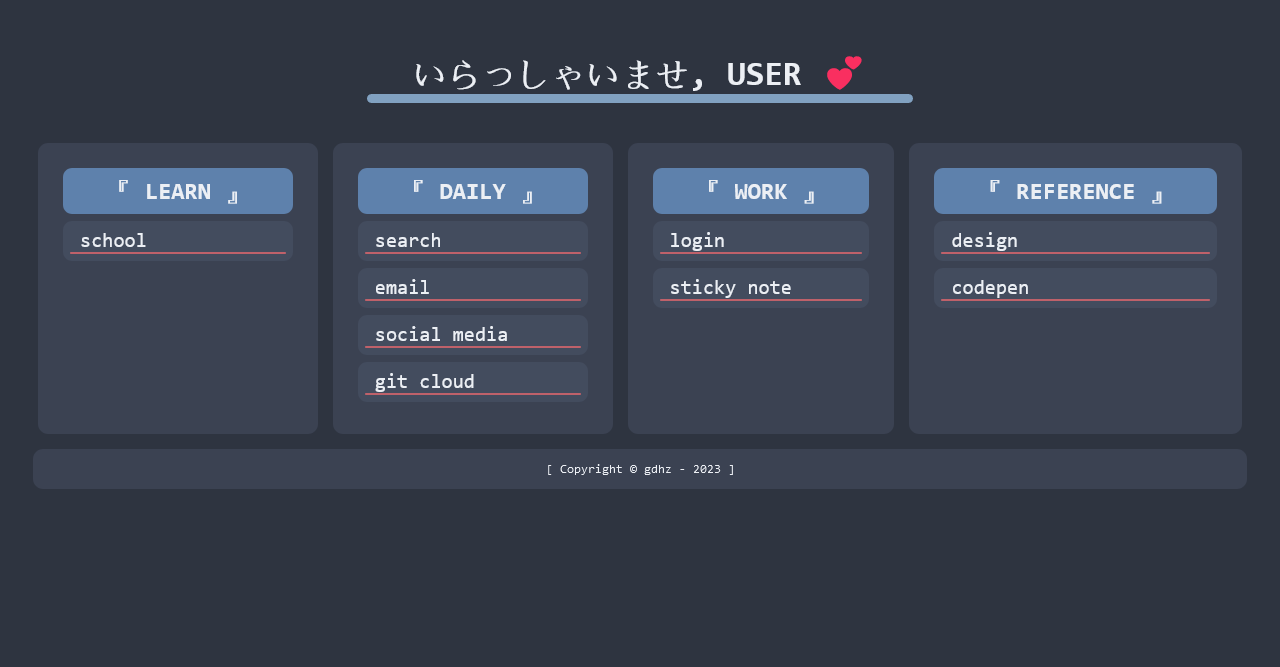 いらっしゃいませ, USER 💕
『 LEARN 』
school
『 DAILY 』
search
email
social media
git cloud
『 WORK 』
login
sticky note
『 REFERENCE 』
design
codepen
[ Copyright © gdhz - 2023 ]